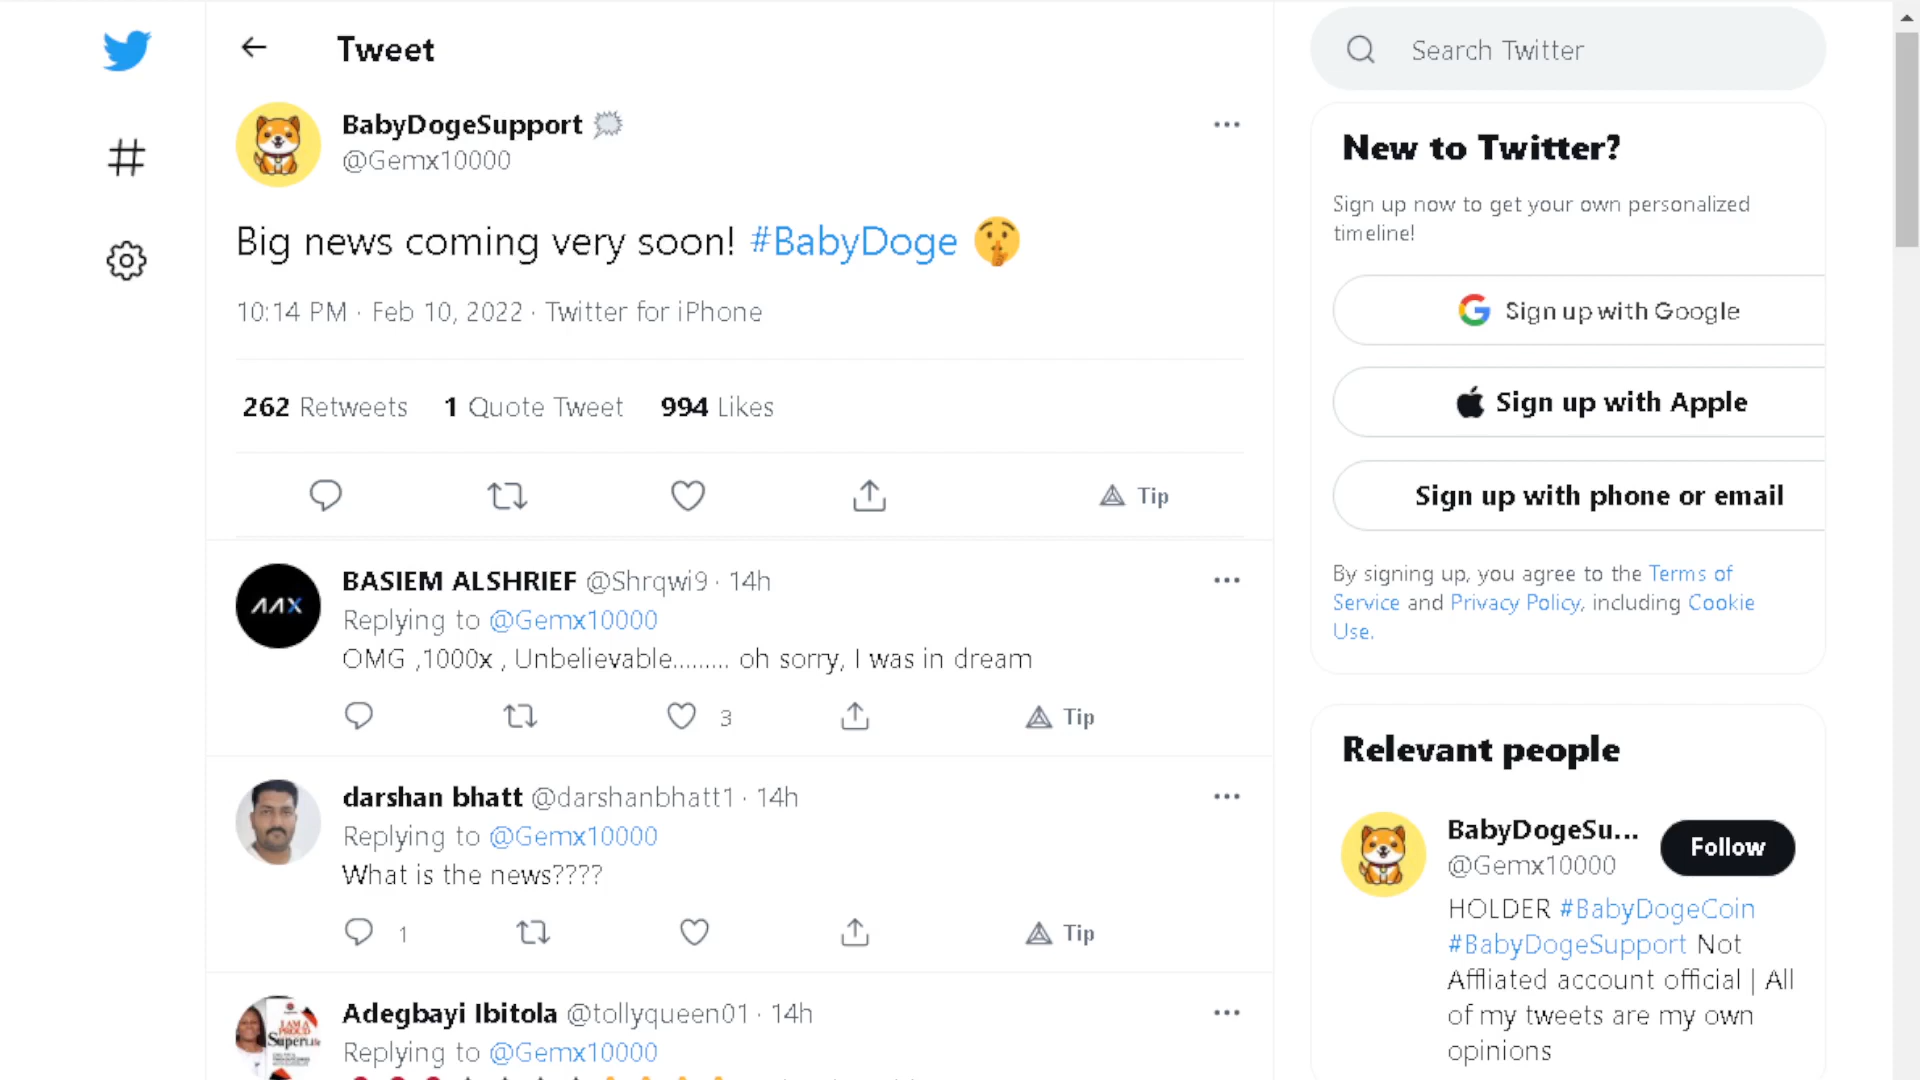 Tweet
BabyDogeSupport
@Gemx10000
Big news coming very soon! #BabyDoge
10:14 PM · Feb 10, 2022 · Twitter for iPhone
262 Retweets 1 Quote Tweet 994 Likes
Tip
BASIEM ALSHRIEF @Shrqwi9 · 14h
Replying to @Gemx10000
OMG ,1000x , Unbelievable......... oh sorry, I was in dream
3
Tip
darshan bhatt @darshanbhatt1 · 14h
Replying to @Gemx10000
What is the news????
1
Tip
Adegbayi Ibitola @tollyqueen01 · 14h
Replying to @Gemx10000
Search Twitter
New to Twitter?
Sign up now to get your own personalized
timeline!
Sign up with Google
Sign up with Apple
Sign up with phone or email
By signing up, you agree to the Terms of
Service and Privacy Policy, including Cookie
Use.
Relevant people
BabyDogeSu...
@Gemx10000
Follow
HOLDER #BabyDogeCoin
#BabyDogeSupport Not
Affliated account official | All
of my tweets are my own
opinions